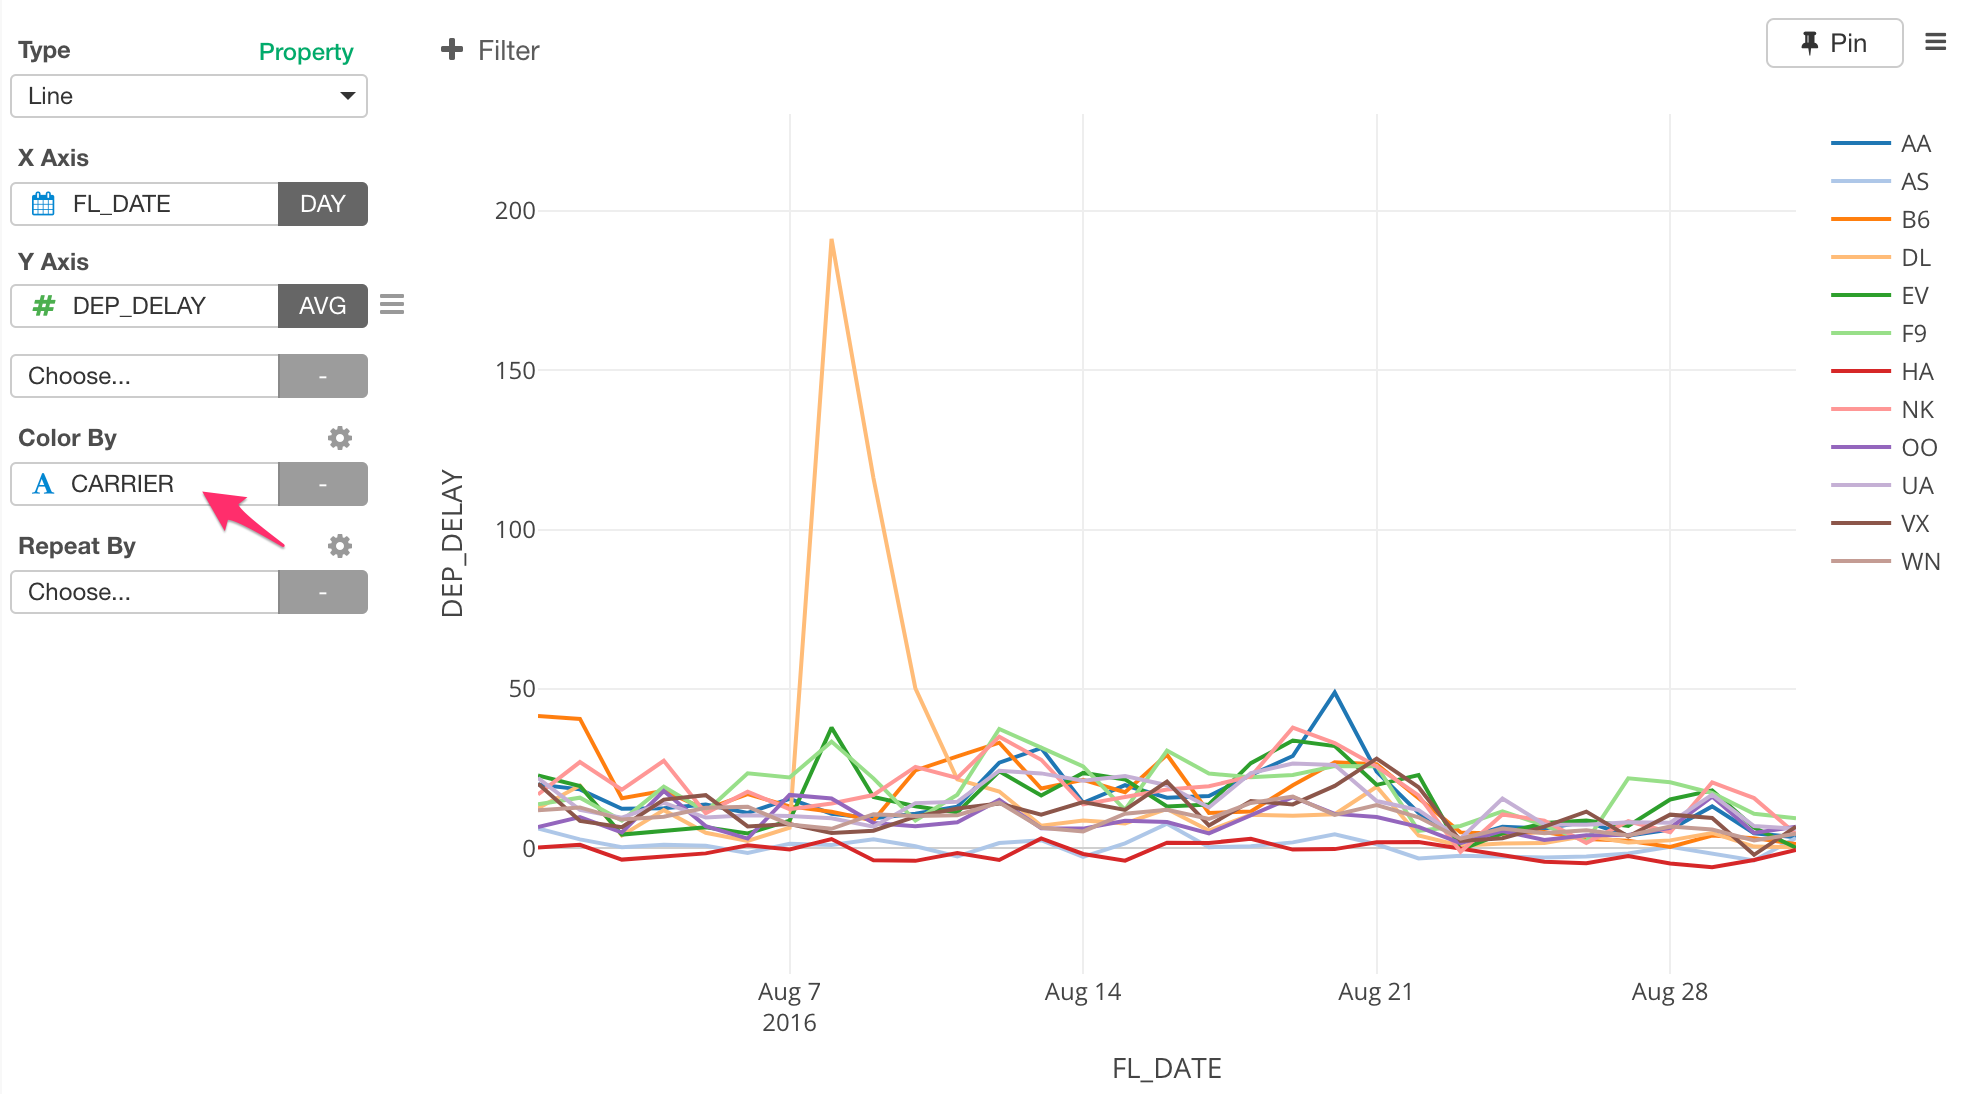 Type Property
Line
X Axis
FL_DATE DAY
Y Axis
# DEP_DELAY AVG
Choose... -
Color By
A CARRIER -
Repeat By
Choose... -
+ Filter
Pin
200
150
100
50
0
DEP_DELAY
Aug 7
2016
Aug 14
Aug 21
Aug 28
FL_DATE
AA
AS
B6
DL
EV
F9
HA
NK
OO
UA
VX
WN